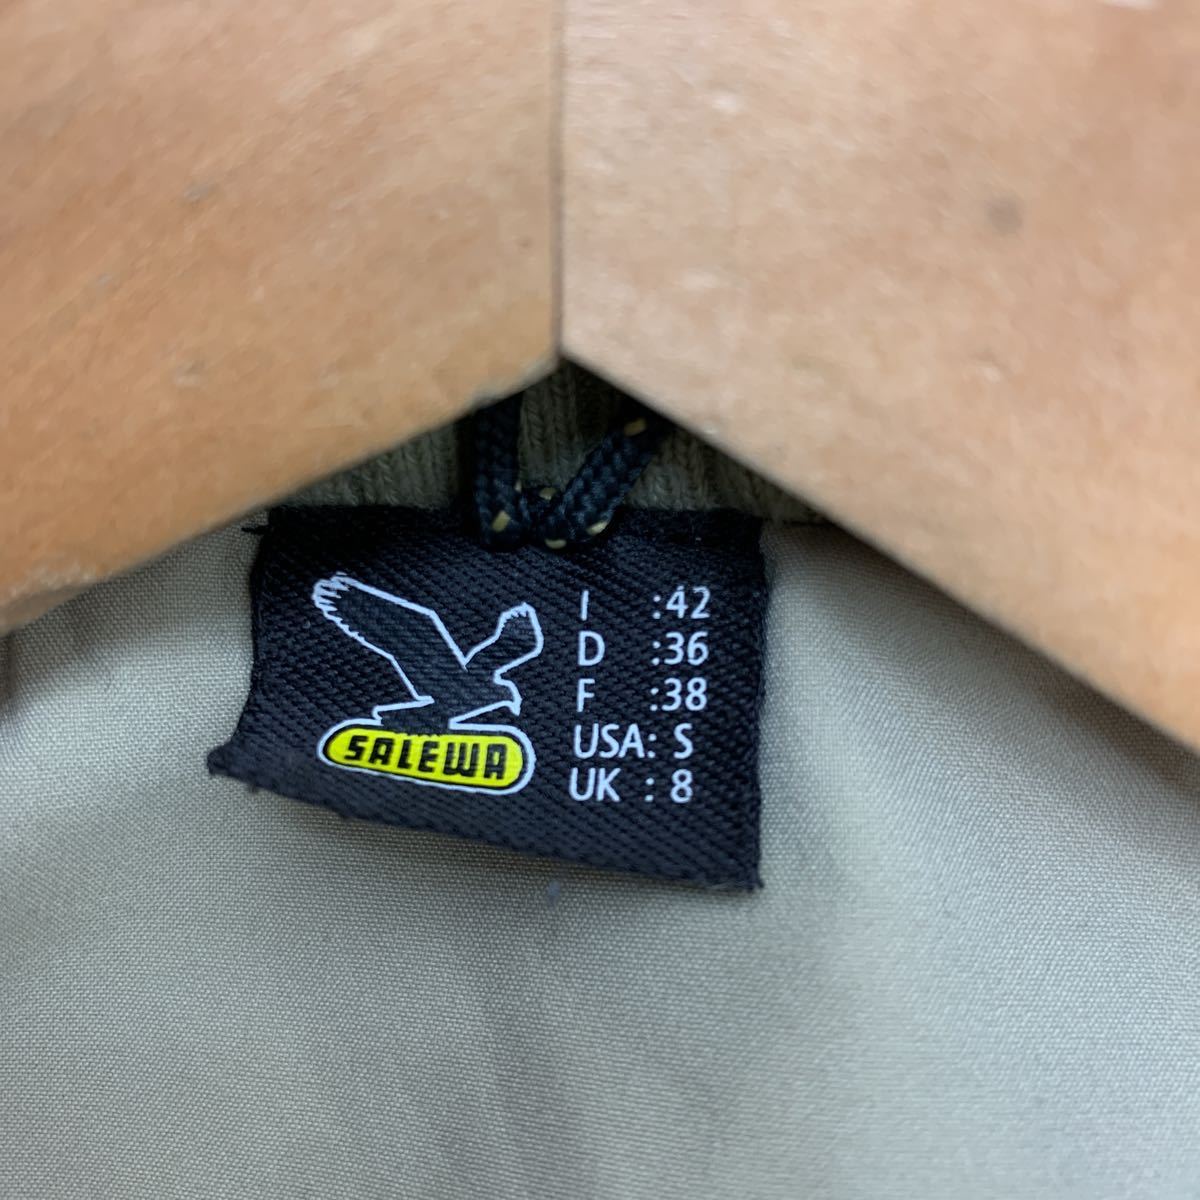 SALEWA
I :42
D :36
F :38
USA: S
UK : 8